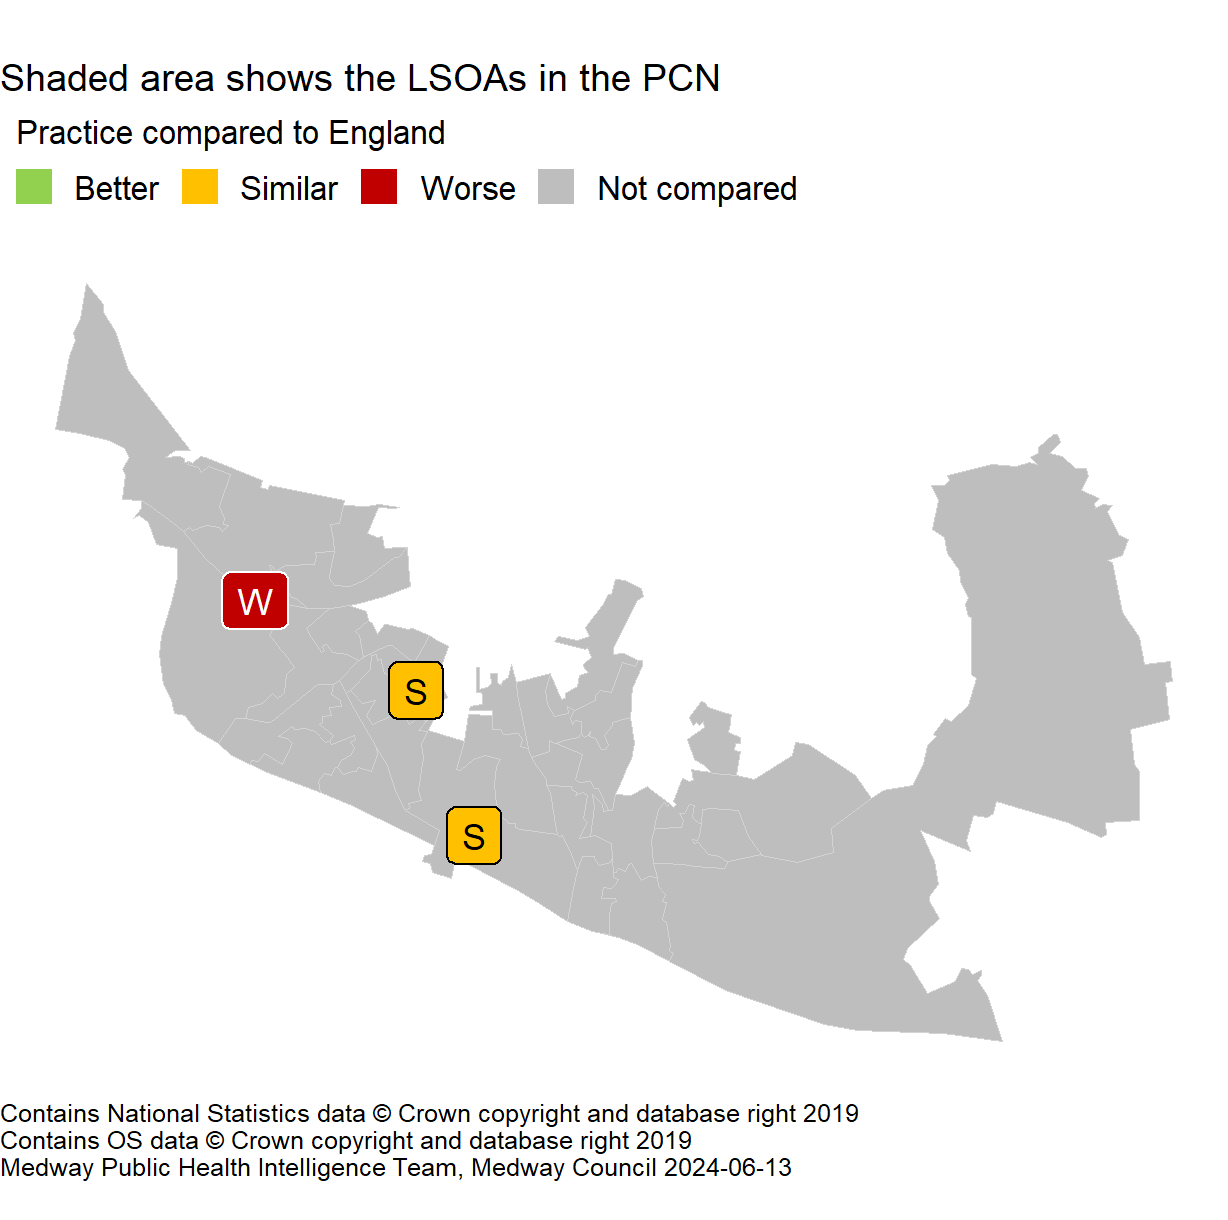 Shaded area shows the LSOAs in the PCN
Practice compared to England
Better Similar Worse Not compared
W
S
S
Contains National Statistics data © Crown copyright and database right 2019
Contains OS data © Crown copyright and database right 2019
Medway Public Health Intelligence Team, Medway Council 2024-06-13